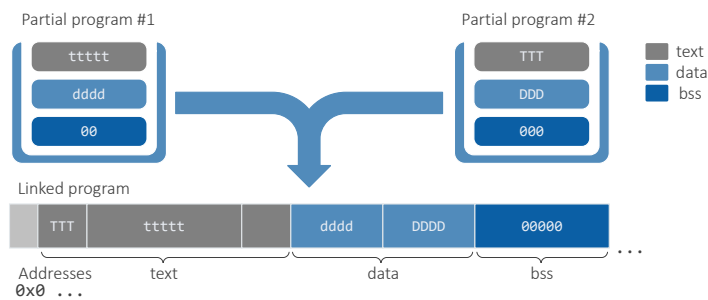 Partial program #1
Partial program #2
ttttt
dddd
00
TTT
DDD
000
text
data
bss
Linked program
TTT
ttttt
dddd
DDDD
00000
...
Addresses
text
data
bss
0x0 ...